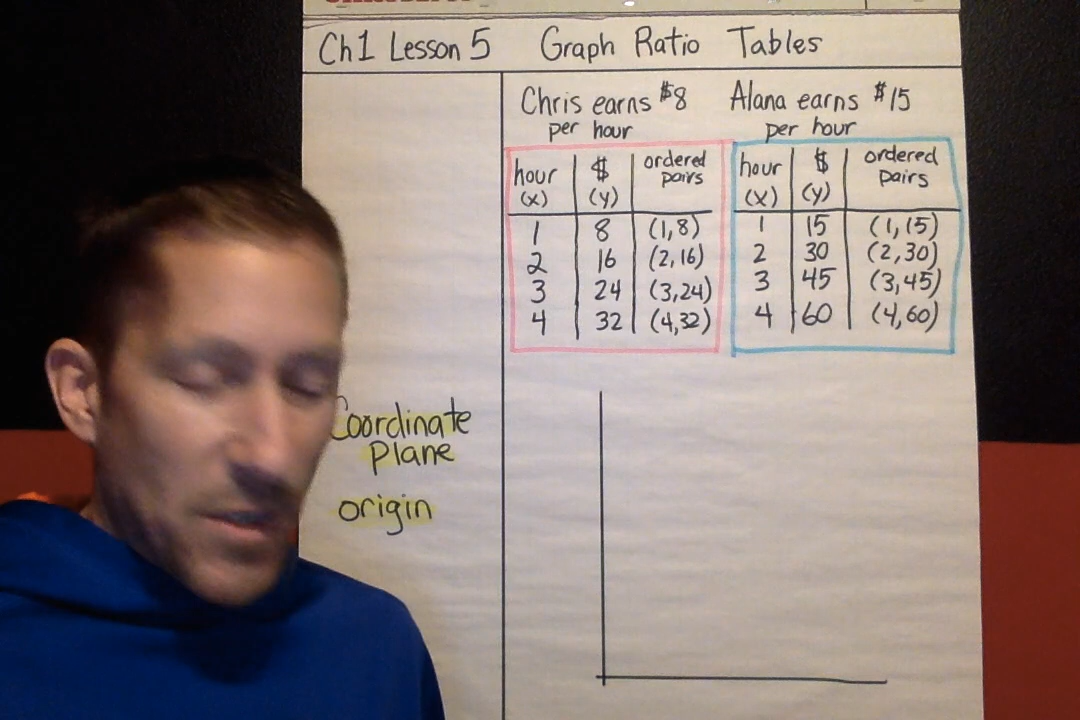 Ch1 Lesson 5 Graph Ratio Tables
Chris earns $8
per hour
Alana earns $15
per hour
hour $ ordered
pairs
(x) (y)
1 8 (1,8)
2 16 (2,16)
3 24 (3,24)
4 32 (4,32)
hour $ ordered
pairs
(x) (y)
1 15 (1,15)
2 30 (2,30)
3 45 (3,45)
4 60 (4,60)
Coordinate
Plane
origin